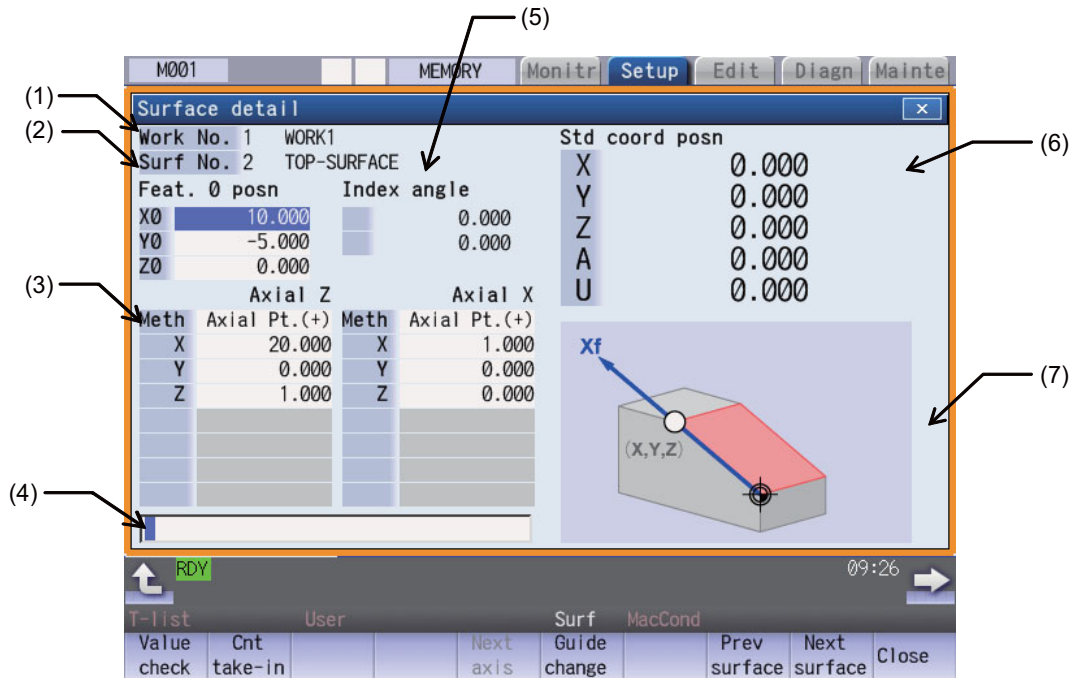 (5)
M001 MEMORY Monitr Setup Edit Diagn Mainte
(1)
Surface detail ×
(2)
Work No. 1 WORK1 Std coord posn
Surf No. 2 TOP-SURFACE X 0.000
(6)
Feat. 0 posn Index angle Y 0.000
X0 10.000 0.000
Y0 -5.000 0.000 Z 0.000
Z0 0.000 A 0.000
(3)
Axial Z Axial X U 0.000
Meth Axial Pt.(+) Meth Axial Pt.(+)
X 20.000 X 1.000 Xf
Y 0.000 Y 0.000
(7)
Z 1.000 Z 0.000
(X,Y,Z)
(4)
RDY 09:26
T-list User Surf MacCond
Value check Cnt take-in Next axis Guide change Prev surface Next surface Close